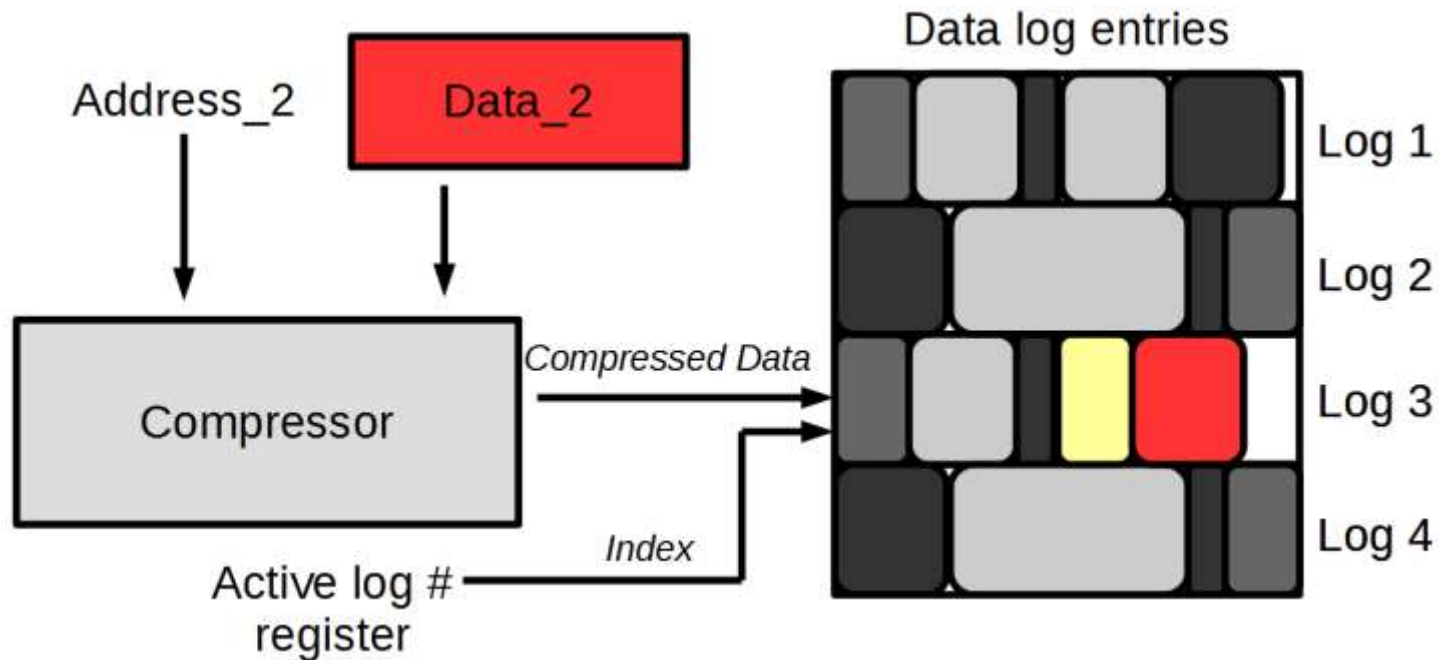 Data log entries
Address_2
Data_2
Log 1
Log 2
Compressed Data
Log 3
Compressor
Log 4
Index
Active log #
register